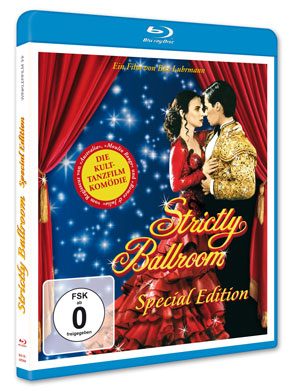 Blu-ray Disc
Ein Film von Baz Luhrmann
DIE
KULT-
TANZFILM
KOMÖDIE
Strictly
Ballroom
Special Edition
FSK
ab
0
freigegeben
Strictly Ballroom Special Edition